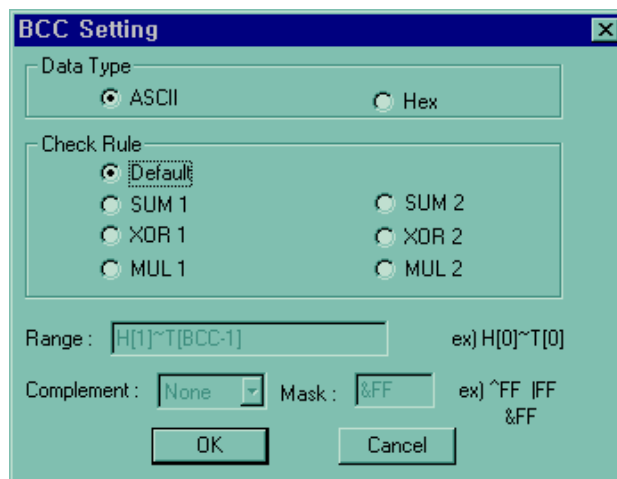 BCC Setting
Data Type
ASCII Hex
Check Rule
Default
SUM 1 SUM 2
XOR 1 XOR 2
MUL 1 MUL 2
Range : H[1]~T[BCC-1] ex) H[0]~T[0]
Complement : None Mask : &FF ex) ^FF |FF
&FF
OK Cancel